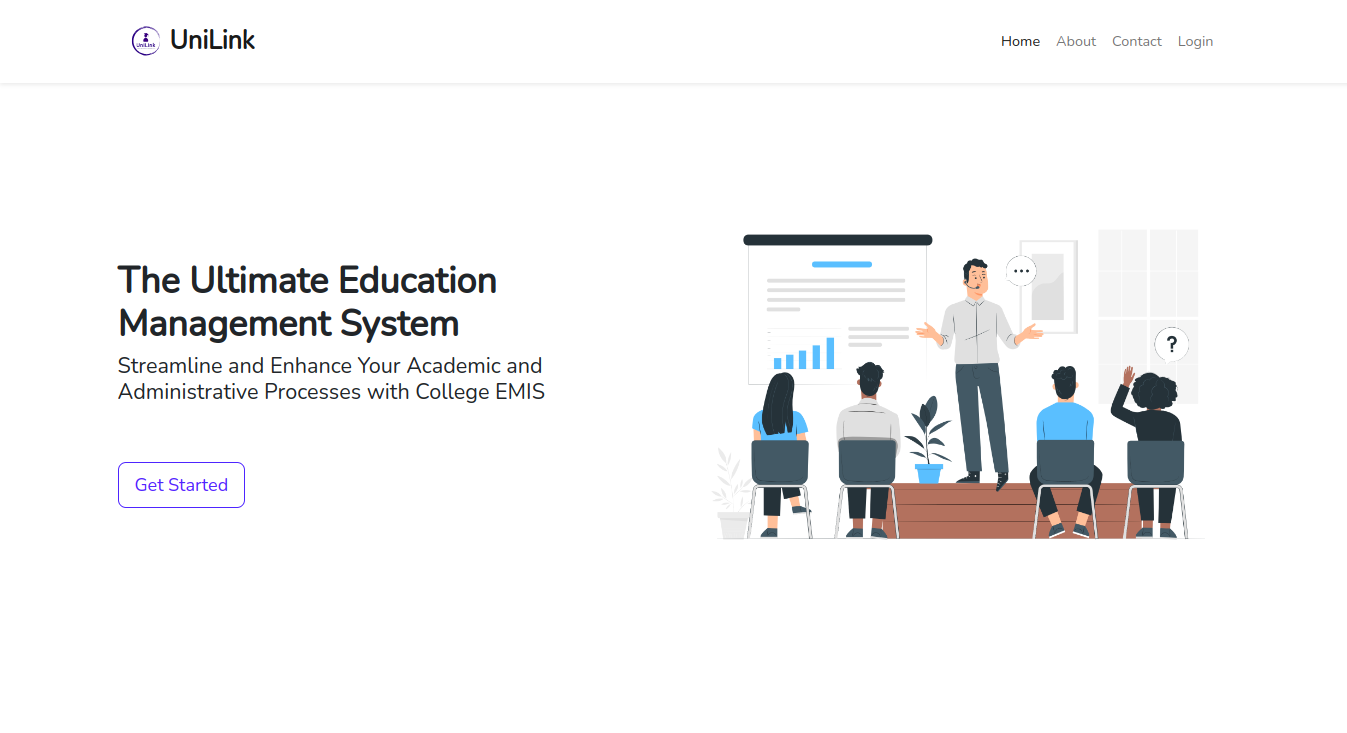 UniLink
UniLink
Home About Contact Login
The Ultimate Education
Management System
Streamline and Enhance Your Academic and
Administrative Processes with College EMIS
Get Started
?